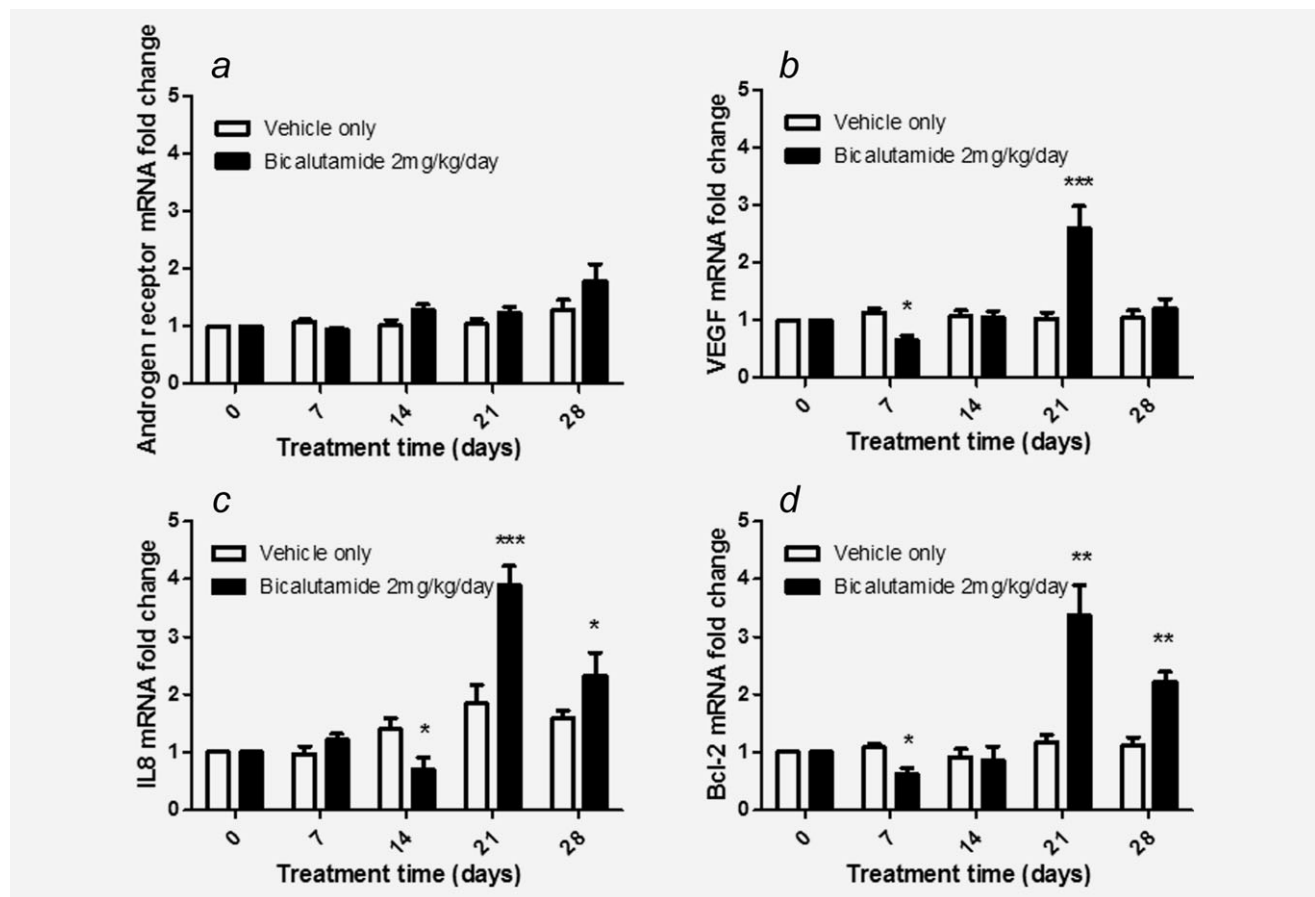 a
Androgen receptor mRNA fold change
5
4
3
2
1
0
Vehicle only
Bicalutamide 2mg/kg/day
0 7 14 21 28
Treatment time (days)
b
VEGF mRNA fold change
5
4
3
2
1
0
Vehicle only
Bicalutamide 2mg/kg/day
*
***
0 7 14 21 28
Treatment time (days)
c
IL8 mRNA fold change
5
4
3
2
1
0
Vehicle only
Bicalutamide 2mg/kg/day
*
***
*
0 7 14 21 28
Treatment time (days)
d
Bcl-2 mRNA fold change
5
4
3
2
1
0
Vehicle only
Bicalutamide 2mg/kg/day
*
**
**
0 7 14 21 28
Treatment time (days)